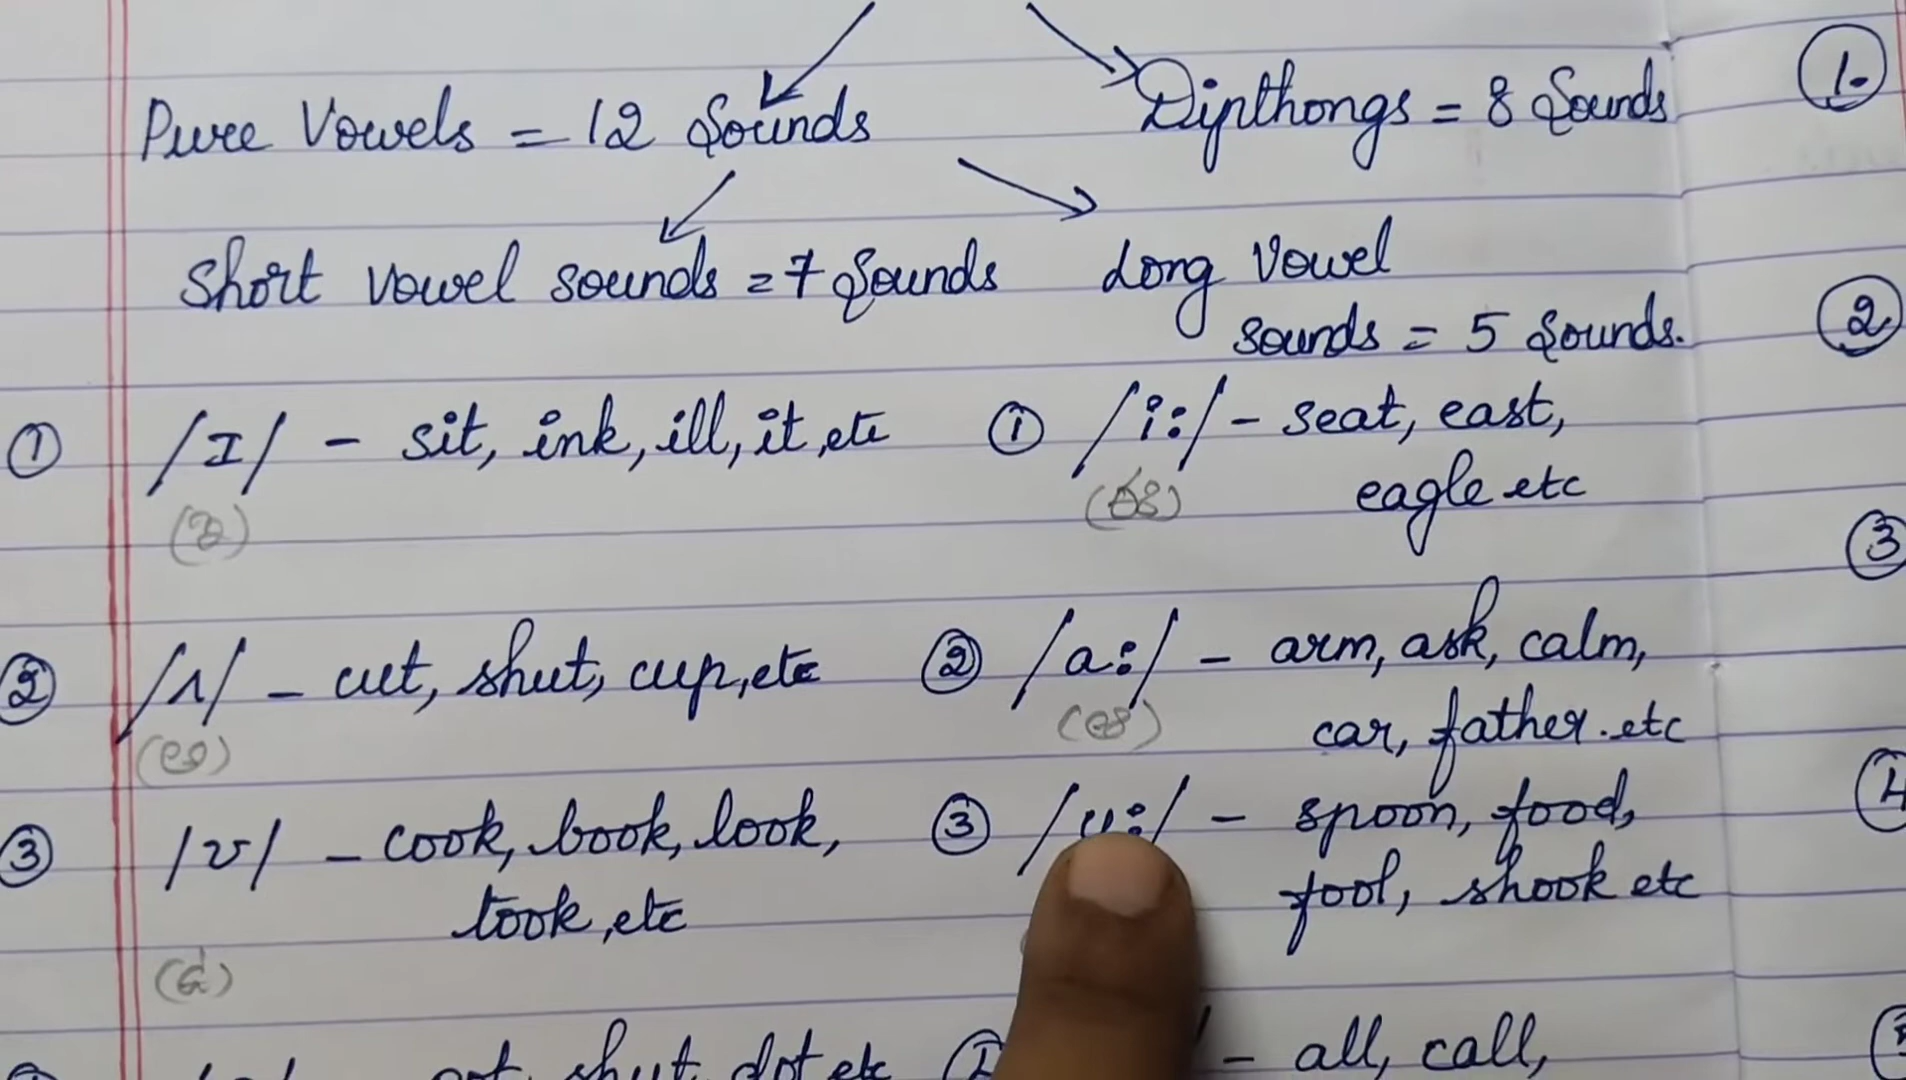 Pure Vowels = 12 Sounds
Dipthongs = 8 Sounds
Short vowel sounds = 7 Sounds
Long Vowel
sounds = 5 Sounds.
① /I/ - sit, ink, ill, it, etc
① /i:/ - seat, east,
eagle etc
② /ʌ/ - cut, shut, cup, etc
② /a:/ - arm, ask, calm,
car, father. etc
③ /ʊ/ - cook, book, look,
took, etc
③ /u:/ - spoon, food,
fool, shook etc
shut, dot etc
- all, call,
1.
②
③
4